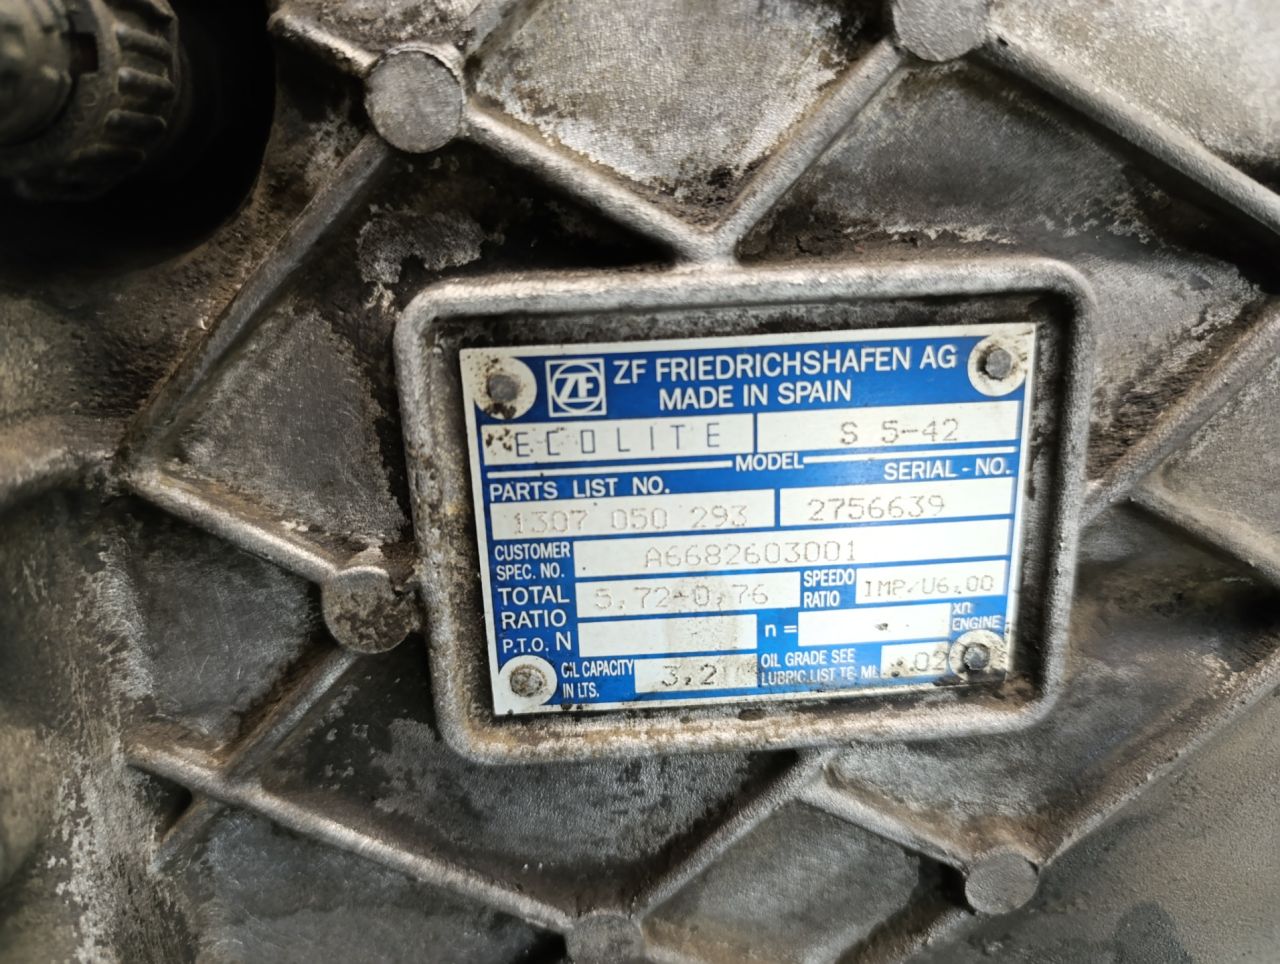 ZF FRIEDRICHSHAFEN AG
MADE IN SPAIN
ECOLITE S 5-42
MODEL
PARTS LIST NO. SERIAL - NO.
1307 050 293 2756639
CUSTOMER SPEC. NO. A6682603001
TOTAL RATIO 5,72-0,76 SPEEDO RATIO IMP/U6.00
P.T.O. N n = xn ENGINE
OIL CAPACITY IN LTS. 3.2 OIL GRADE SEE LUBRIC.LIST TE-ML 02